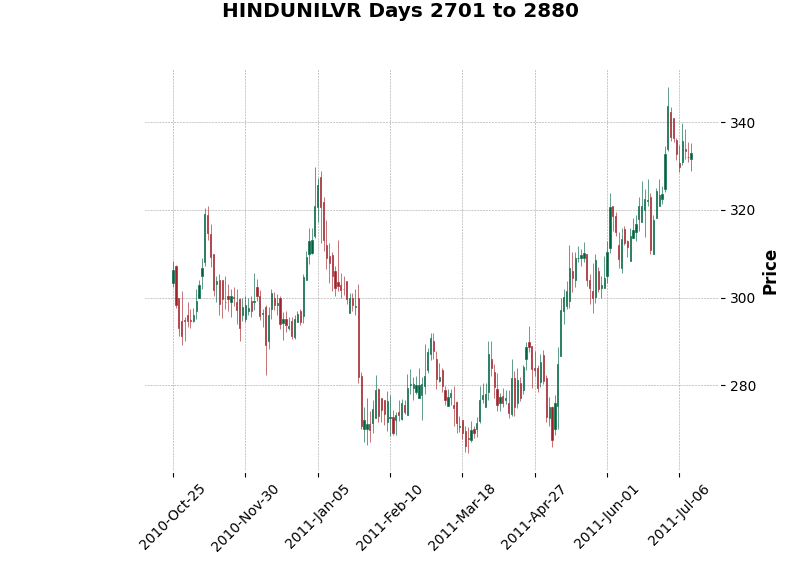 HINDUNILVR Days 2701 to 2880
340
320
300
280
Price
2010-Oct-25
2010-Nov-30
2011-Jan-05
2011-Feb-10
2011-Mar-18
2011-Apr-27
2011-Jun-01
2011-Jul-06